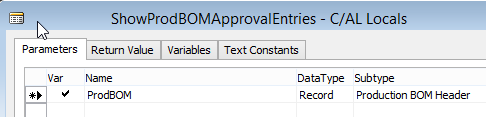 ShowProdBOMApprovalEntries - C/AL Locals
Parameters Return Value Variables Text Constants
Var Name DataType Subtype
ProdBOM Record Production BOM Header